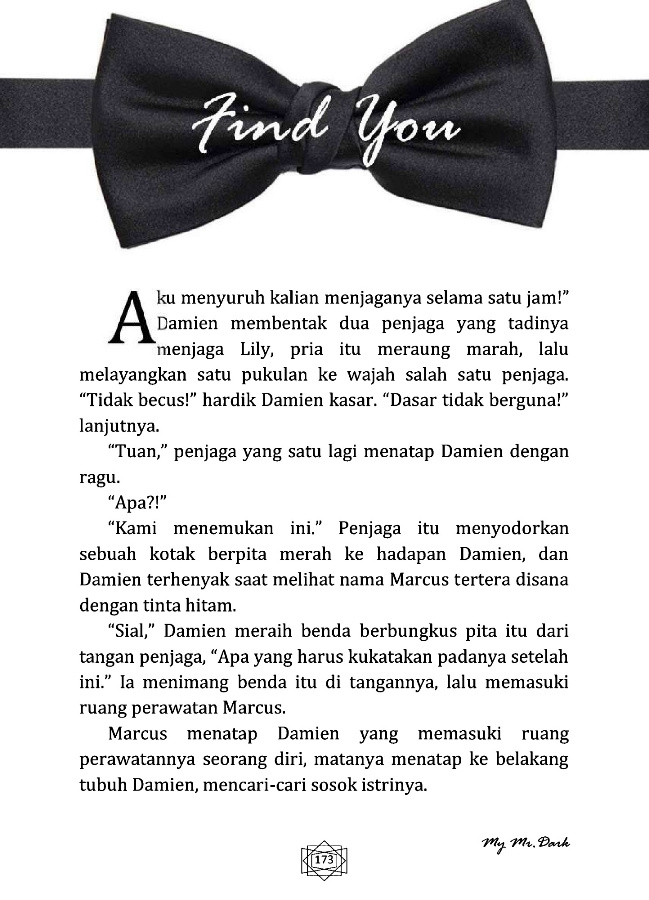 Find You
Aku menyuruh kalian menjaganya selama satu jam!”
Damien membentak dua penjaga yang tadinya
menjaga Lily, pria itu meraung marah, lalu
melayangkan satu pukulan ke wajah salah satu penjaga.
“Tidak becus!” hardik Damien kasar. “Dasar tidak berguna!”
lanjutnya.
“Tuan,” penjaga yang satu lagi menatap Damien dengan
ragu.
“Apa?!”
“Kami menemukan ini.” Penjaga itu menyodorkan
sebuah kotak berpita merah ke hadapan Damien, dan
Damien terhenyak saat melihat nama Marcus tertera disana
dengan tinta hitam.
“Sial,” Damien meraih benda berbungkus pita itu dari
tangan penjaga, “Apa yang harus kukatakan padanya setelah
ini.” Ia menimang benda itu di tangannya, lalu memasuki
ruang perawatan Marcus.
Marcus menatap Damien yang memasuki ruang
perawatannya seorang diri, matanya menatap ke belakang
tubuh Damien, mencari-cari sosok istrinya.
My Mr. Dark
173